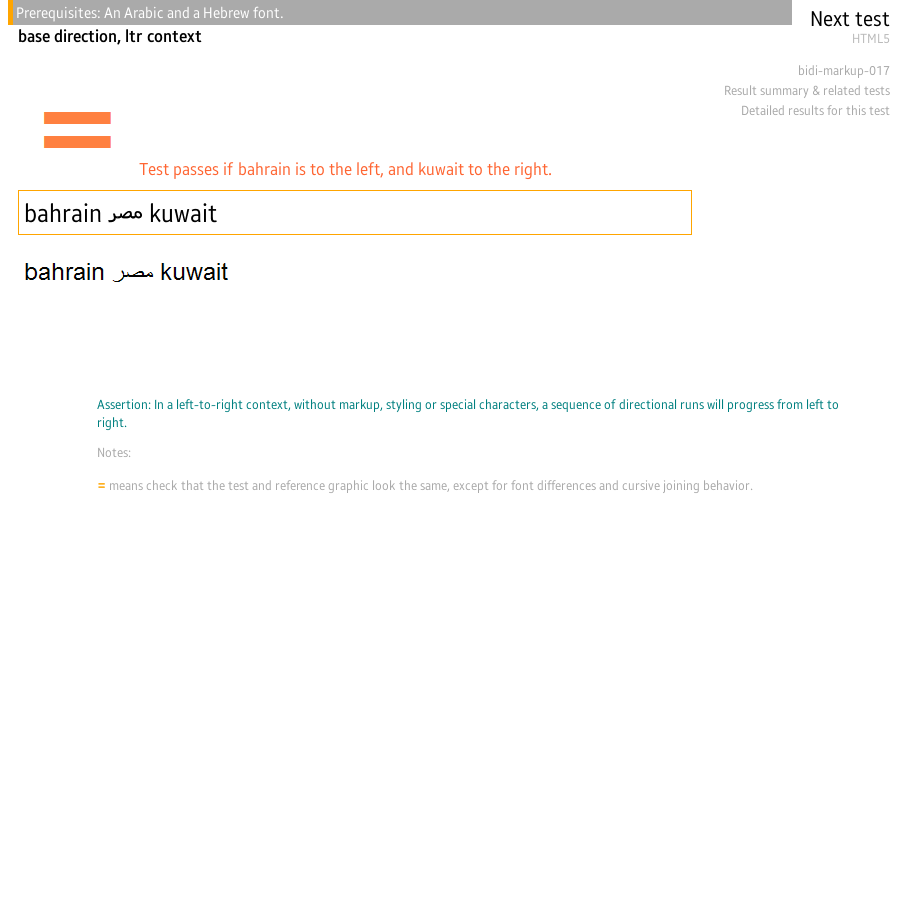 Prerequisites: An Arabic and a Hebrew font.
Next test
base direction, ltr context
HTML5
bidi-markup-017
Result summary & related tests
Detailed results for this test
=
Test passes if bahrain is to the left, and kuwait to the right.
bahrain مصر kuwait
bahrain مصر kuwait
Assertion: In a left-to-right context, without markup, styling or special characters, a sequence of directional runs will progress from left to
right.
Notes:
= means check that the test and reference graphic look the same, except for font differences and cursive joining behavior.